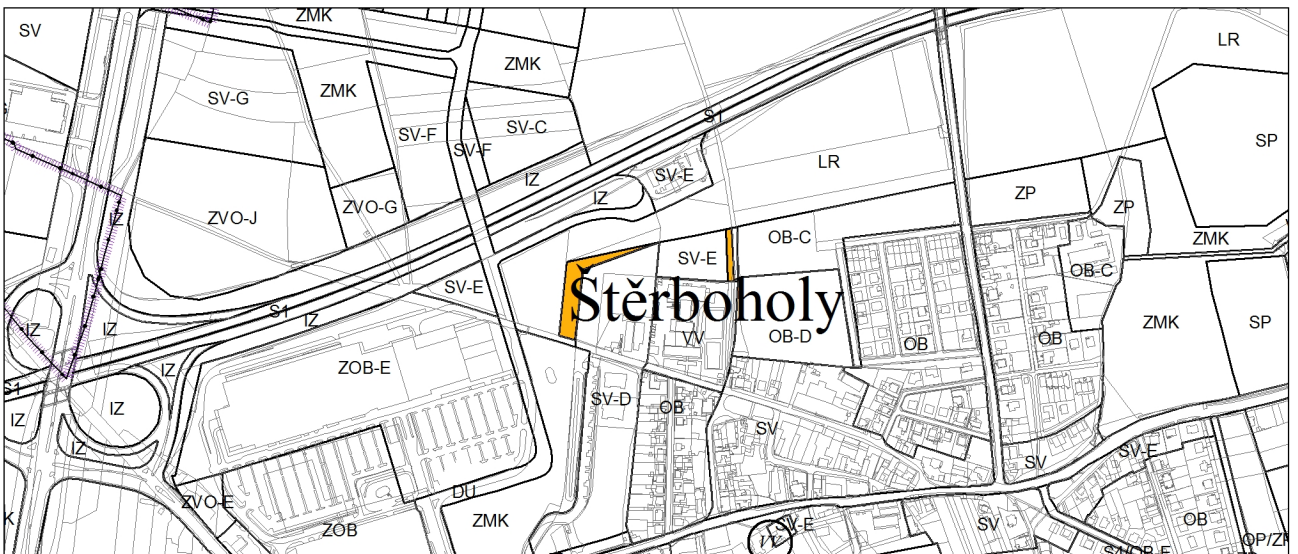 SV
ZMK
LR
ZMK
SV-G
ZMK
SV-F
SV-C
S1
SP
SV-F
LR
IZ
SV-E
IZ
ZP
ZP
ZVO-J
ZVO-G
IZ
OB-C
ZMK
SV-E
OB-C
SV-E
Štěrboholy
S1
IZ
IZ
IZ
ZMK
SP
VV
OB-D
OB
OB
ZOB-E
IZ
S1
IZ
IZ
SV-D
OB
SV
IZ
SV
SV-E
DU
ZVO-E
ZMK
ZOB
SV-E
VV
SV
OB